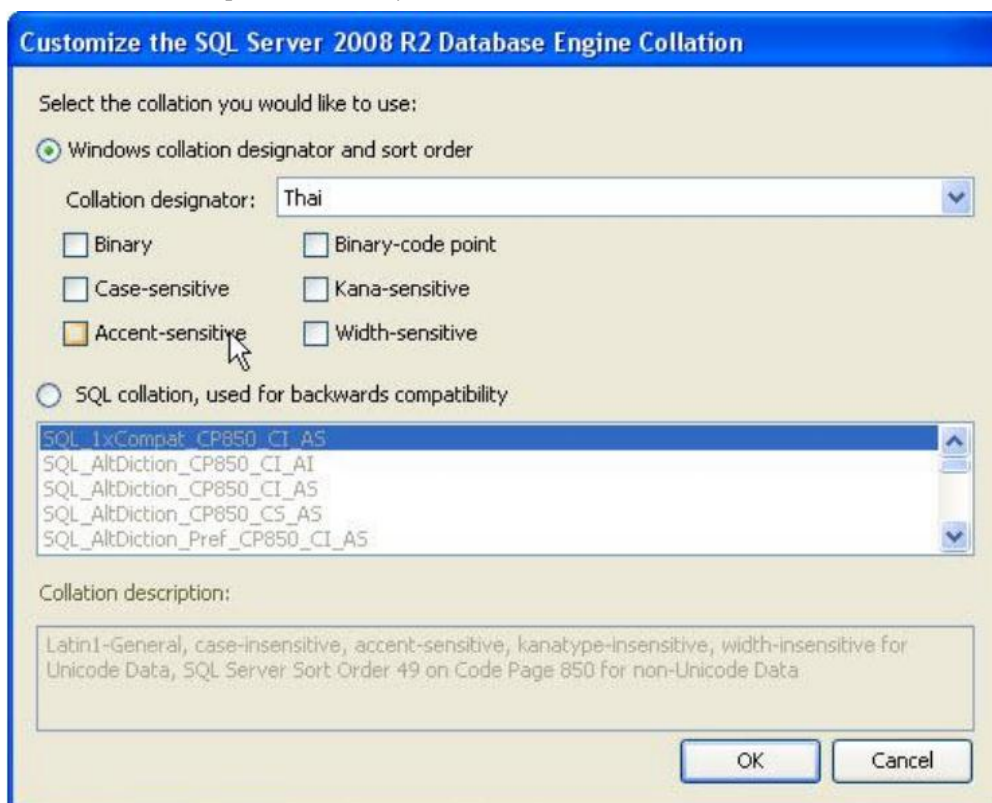 Customize the SQL Server 2008 R2 Database Engine Collation
Select the collation you would like to use:
Windows collation designator and sort order
Collation designator: Thai
Binary Binary-code point
Case-sensitive Kana-sensitive
Accent-sensitive Width-sensitive
SQL collation, used for backwards compatibility
SQL_1xCompat_CP850_CI_AS
SQL_AltDiction_CP850_CI_AI
SQL_AltDiction_CP850_CI_AS
SQL_AltDiction_CP850_CS_AS
SQL_AltDiction_Pref_CP850_CI_AS
Collation description:
Latin1-General, case-insensitive, accent-sensitive, kanatype-insensitive, width-insensitive for
Unicode Data, SQL Server Sort Order 49 on Code Page 850 for non-Unicode Data
OK Cancel